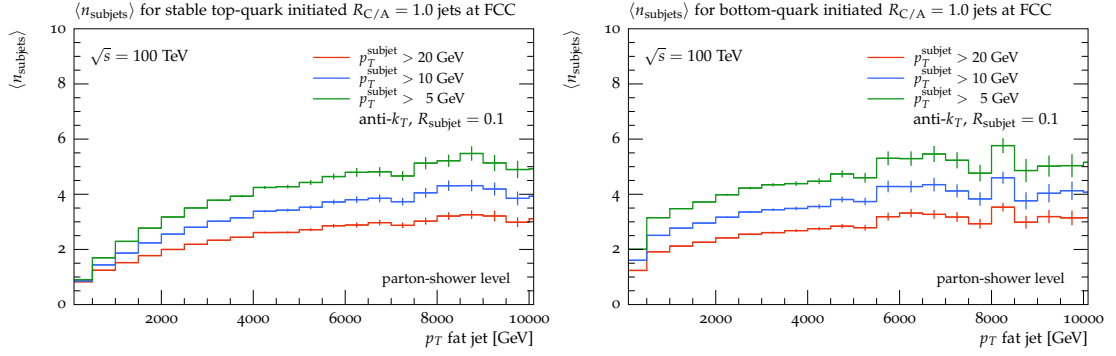 ⟨n_subjets⟩ for stable top-quark initiated R_C/A = 1.0 jets at FCC
⟨n_subjets⟩
10
8
6
4
2
0
√s = 100 TeV
p_T^subjet > 20 GeV
p_T^subjet > 10 GeV
p_T^subjet > 5 GeV
anti-k_T, R_subjet = 0.1
parton-shower level
2000 4000 6000 8000 10000
p_T fat jet [GeV]
⟨n_subjets⟩ for bottom-quark initiated R_C/A = 1.0 jets at FCC
⟨n_subjets⟩
10
8
6
4
2
0
√s = 100 TeV
p_T^subjet > 20 GeV
p_T^subjet > 10 GeV
p_T^subjet > 5 GeV
anti-k_T, R_subjet = 0.1
parton-shower level
2000 4000 6000 8000 10000
p_T fat jet [GeV]